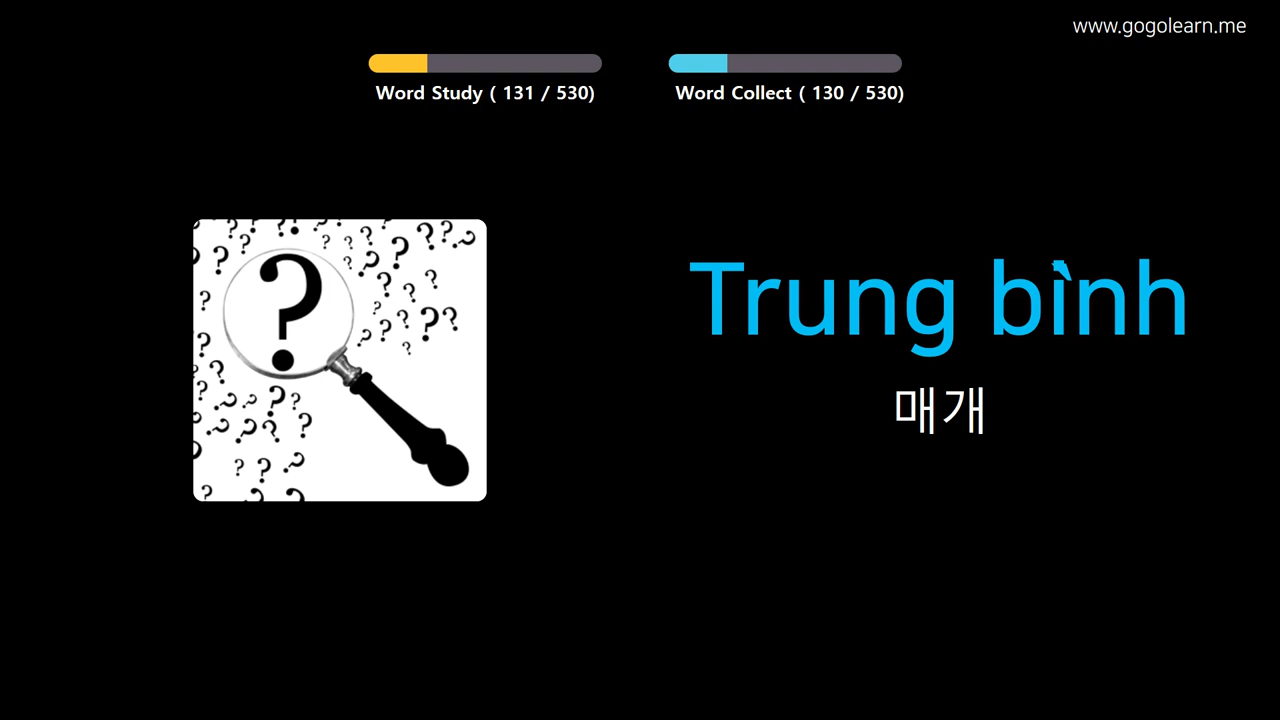 www.gogolearn.me
Word Study ( 131 / 530)
Word Collect ( 130 / 530)
Trung bình
매개